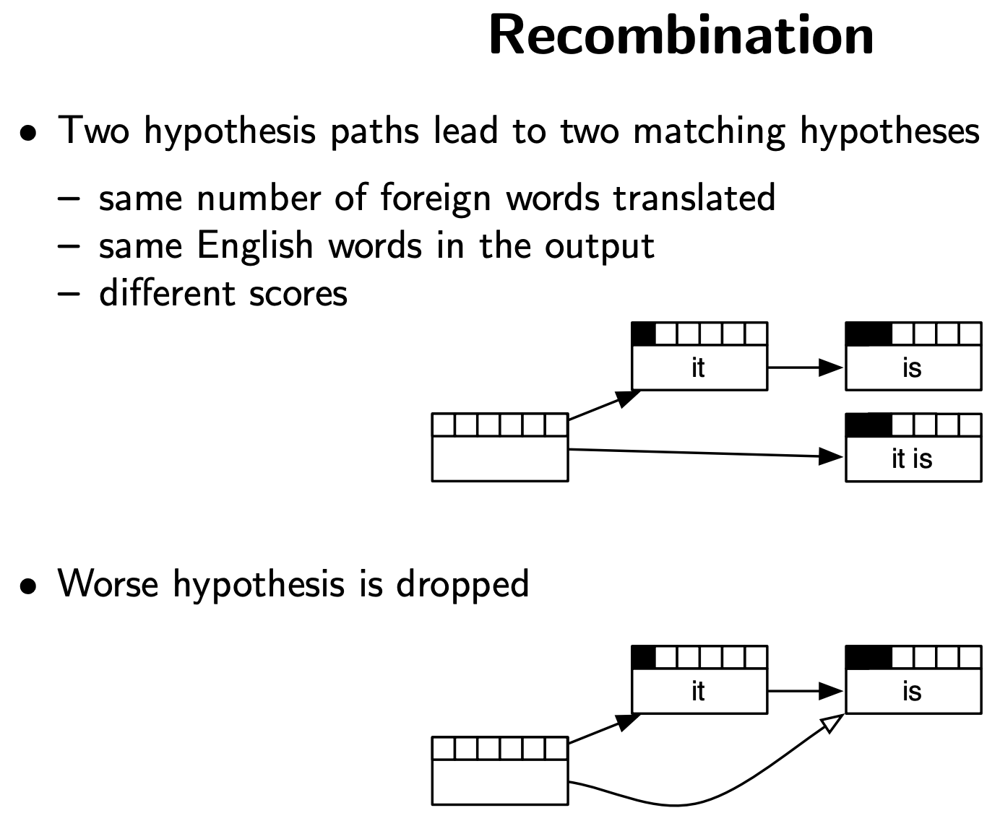 Recombination
• Two hypothesis paths lead to two matching hypotheses
– same number of foreign words translated
– same English words in the output
– different scores
it
is
it is
• Worse hypothesis is dropped
it
is